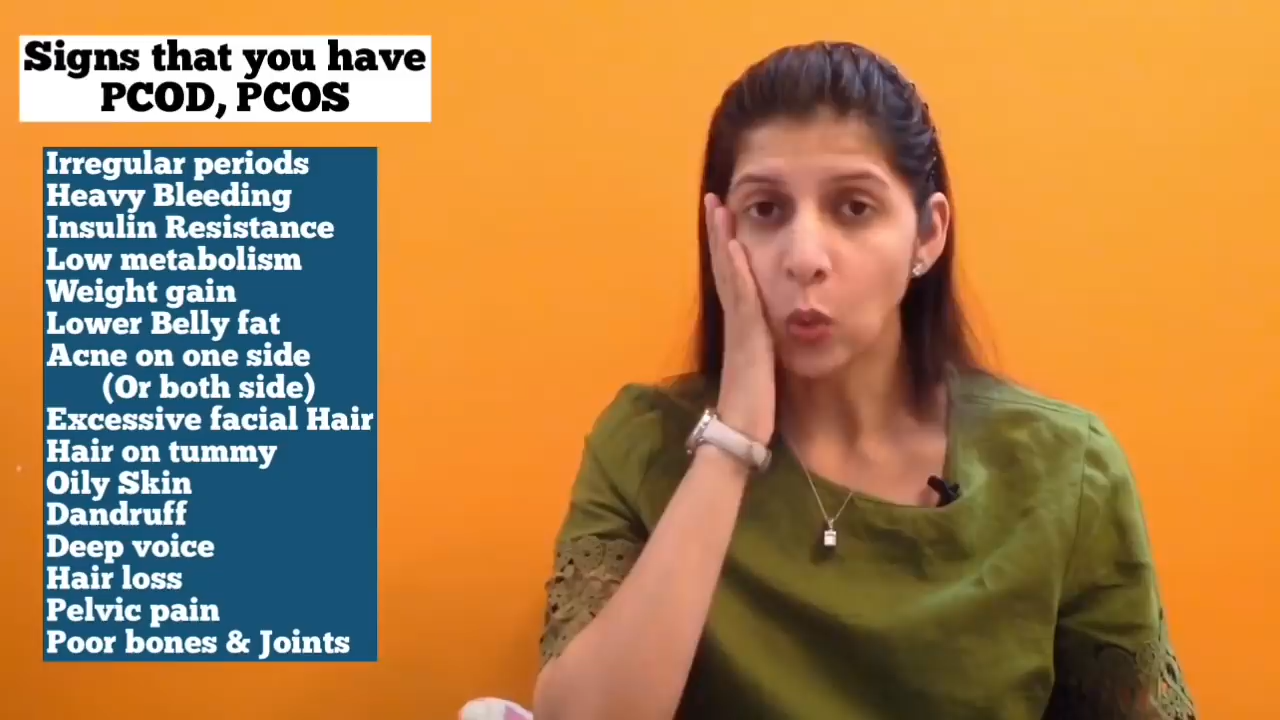 Signs that you have
PCOD, PCOS
Irregular periods
Heavy Bleeding
Insulin Resistance
Low metabolism
Weight gain
Lower Belly fat
Acne on one side
(Or both side)
Excessive facial Hair
Hair on tummy
Oily Skin
Dandruff
Deep voice
Hair loss
Pelvic pain
Poor bones & Joints